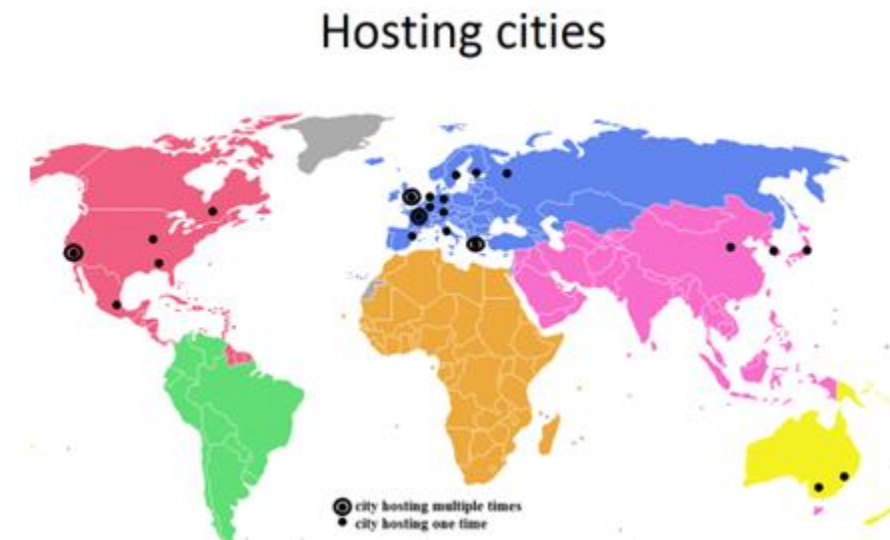 Hosting cities
city hosting multiple times
city hosting one time